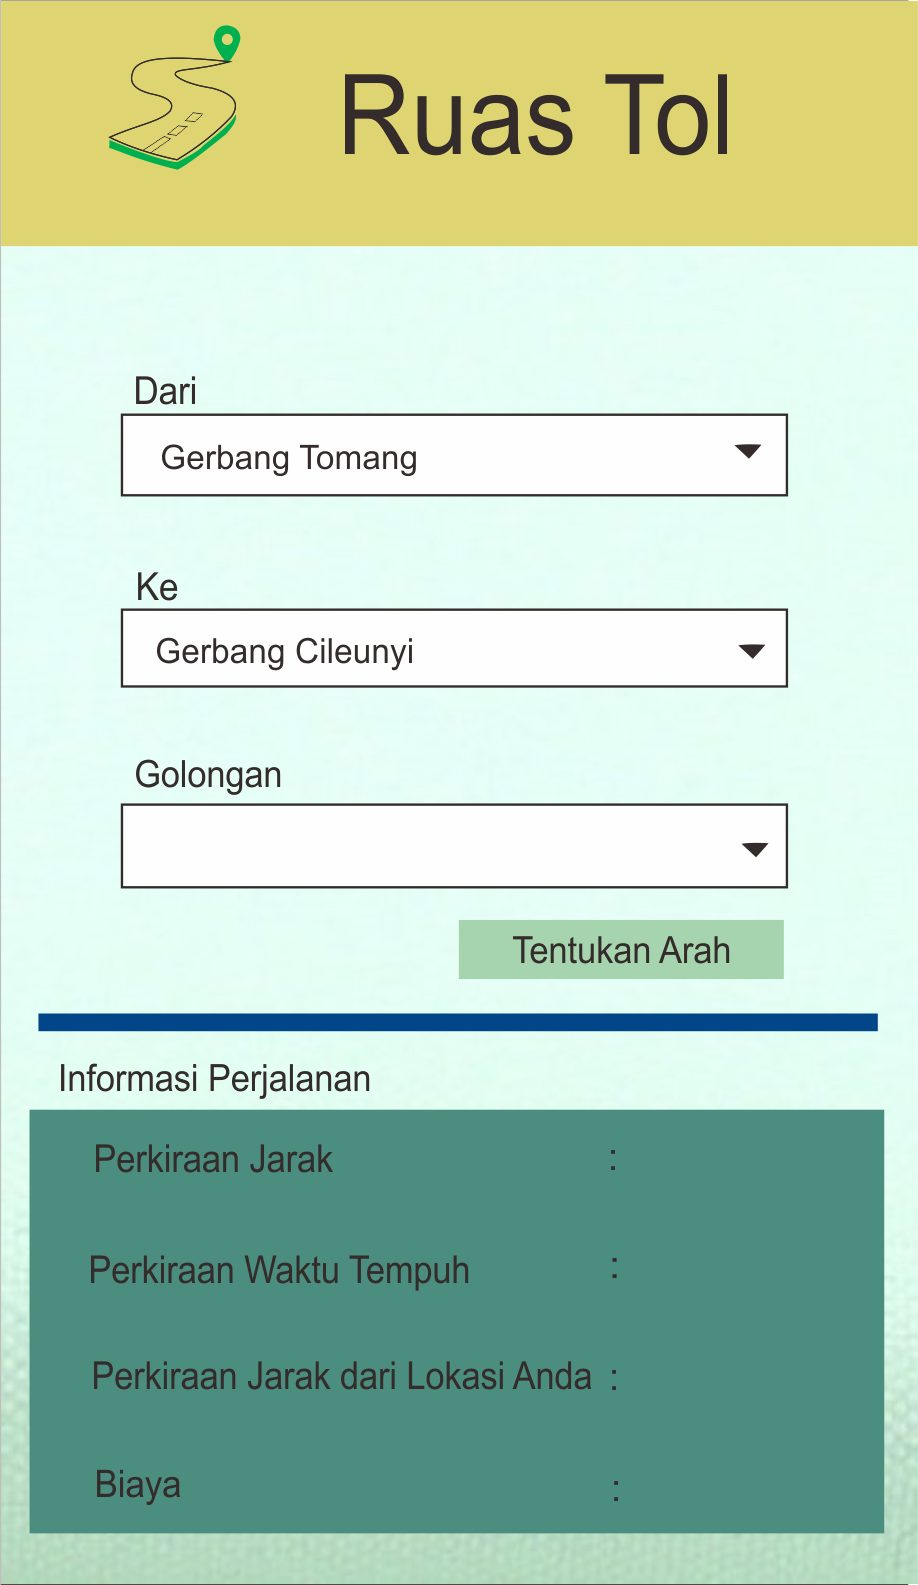 Ruas Tol
Dari
Gerbang Tomang
Ke
Gerbang Cileunyi
Golongan
Tentukan Arah
Informasi Perjalanan
Perkiraan Jarak :
Perkiraan Waktu Tempuh :
Perkiraan Jarak dari Lokasi Anda :
Biaya :